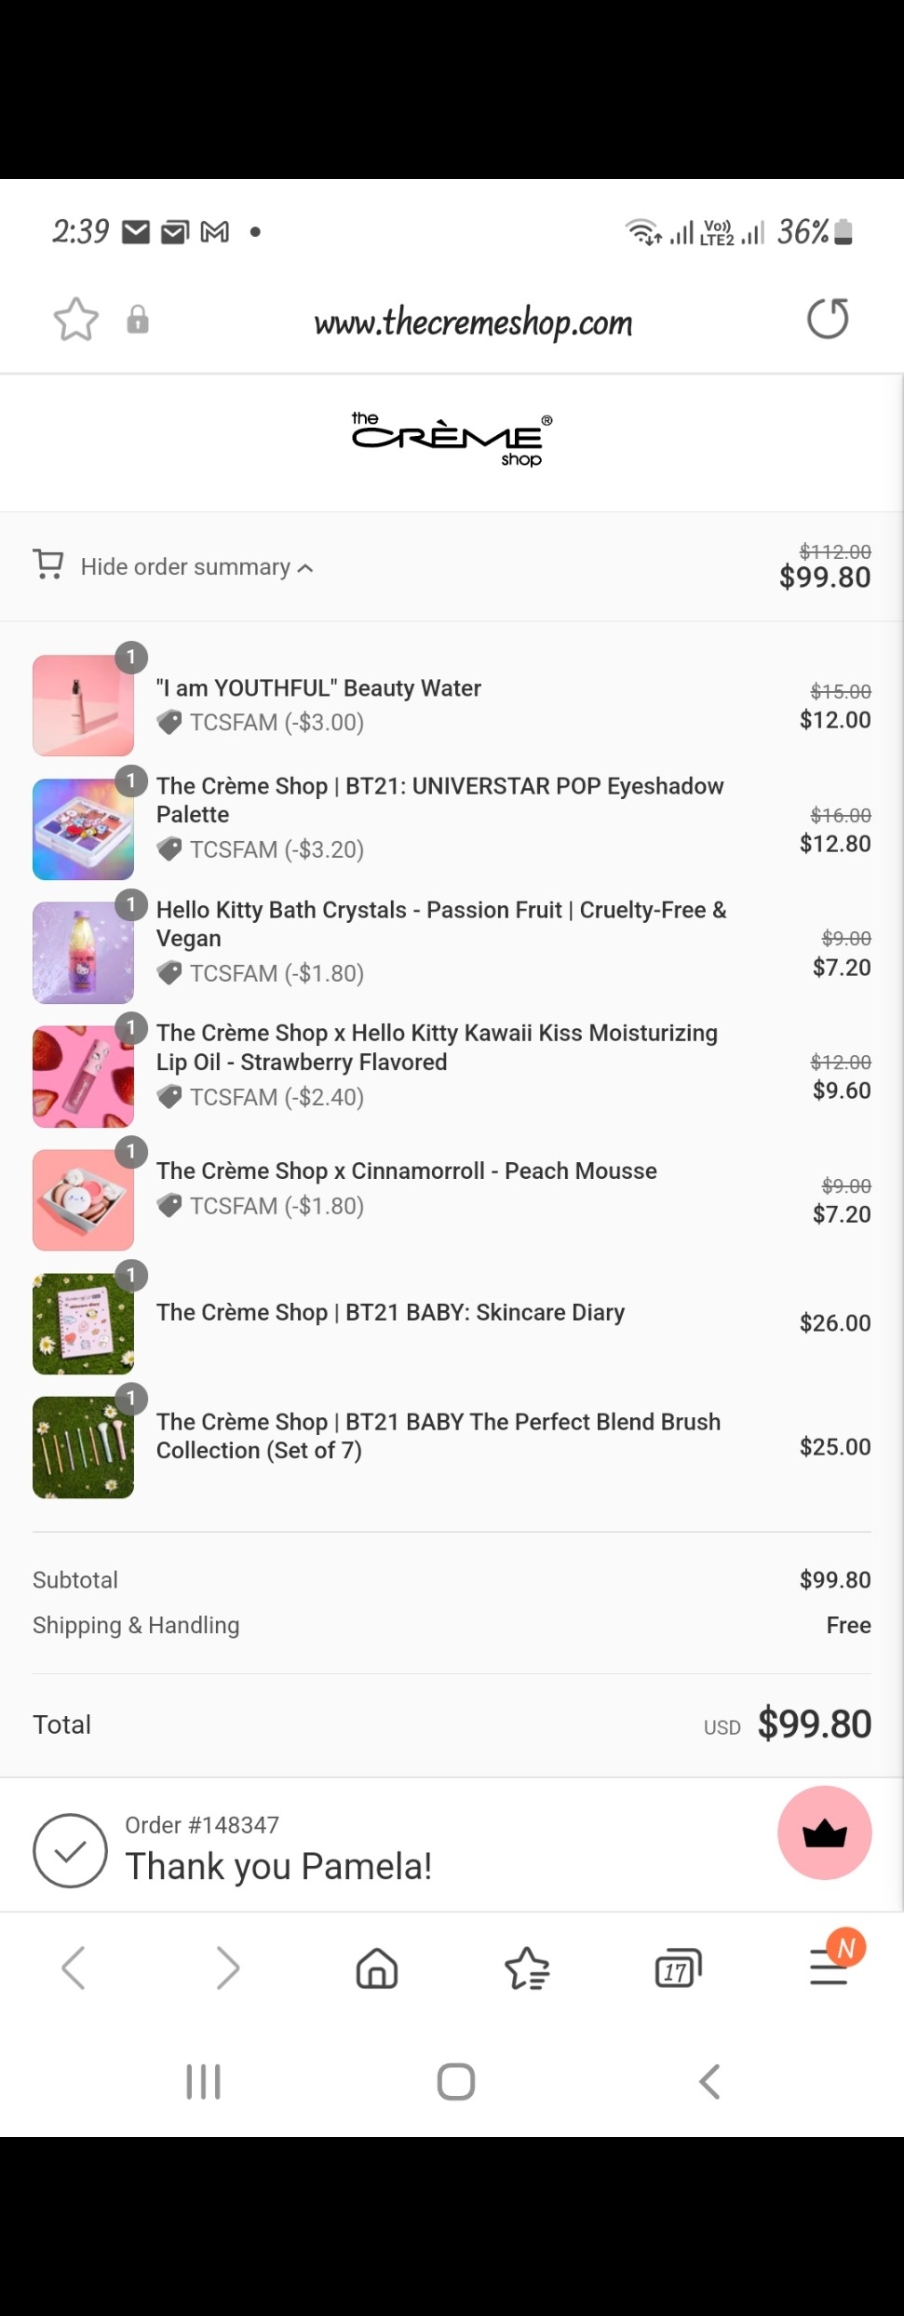 2:39
Vo))
LTE2
36%
www.thecremeshop.com
the
CRÈME®
shop
Hide order summary
$112.00
$99.80
1
"I am YOUTHFUL" Beauty Water
TCSFAM (-$3.00)
$15.00
$12.00
1
The Crème Shop | BT21: UNIVERSTAR POP Eyeshadow
Palette
TCSFAM (-$3.20)
$16.00
$12.80
1
Hello Kitty Bath Crystals - Passion Fruit | Cruelty-Free &
Vegan
TCSFAM (-$1.80)
$9.00
$7.20
1
The Crème Shop x Hello Kitty Kawaii Kiss Moisturizing
Lip Oil - Strawberry Flavored
TCSFAM (-$2.40)
$12.00
$9.60
1
The Crème Shop x Cinnamorroll - Peach Mousse
TCSFAM (-$1.80)
$9.00
$7.20
1
The Crème Shop | BT21 BABY: Skincare Diary
$26.00
1
The Crème Shop | BT21 BABY The Perfect Blend Brush
Collection (Set of 7)
$25.00
Subtotal
$99.80
Shipping & Handling
Free
Total
USD $99.80
Order #148347
Thank you Pamela!
17
N